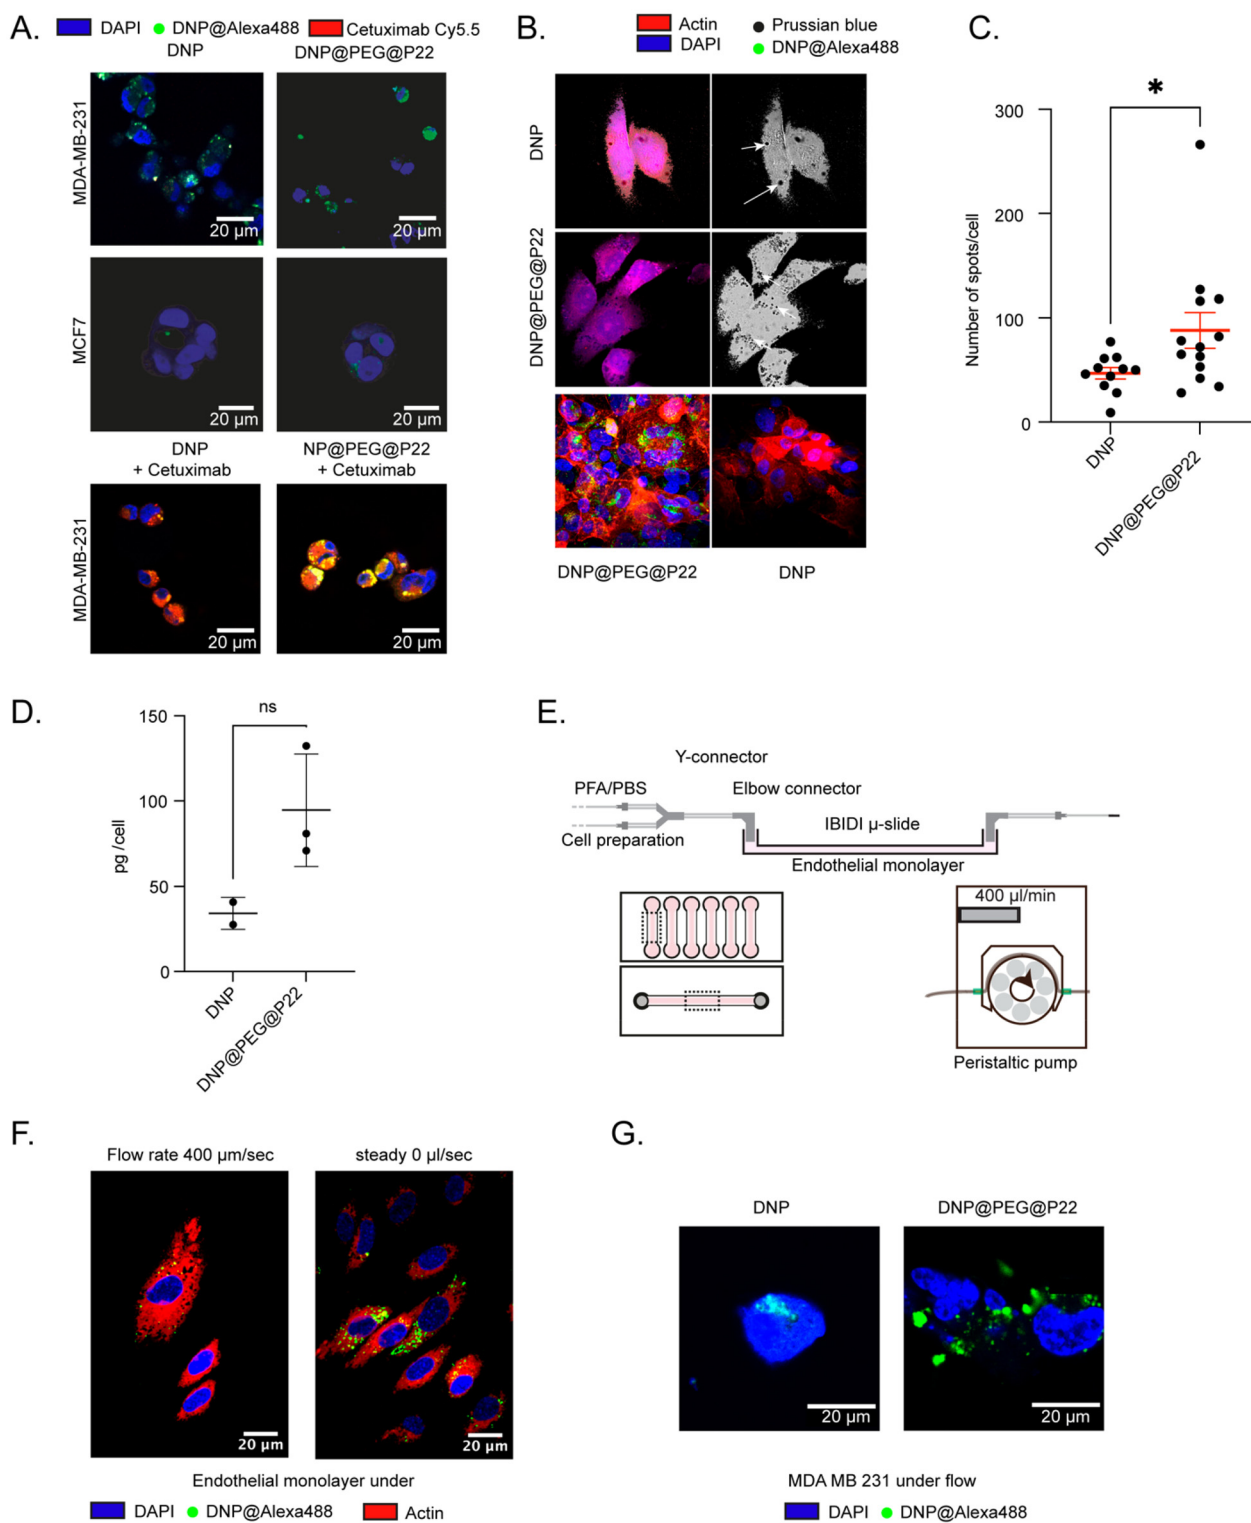 A.
DAPI DNP@Alexa488 Cetuximab Cy5.5
DNP DNP@PEG@P22
MDA-MB-231
20 µm
20 µm
MCF7
20 µm
20 µm
DNP
+ Cetuximab
NP@PEG@P22
+ Cetuximab
MDA-MB-231
20 µm
20 µm
B.
Actin
DAPI
Prussian blue
DNP@Alexa488
DNP
DNP@PEG@P22
DNP@PEG@P22
DNP
C.
*
Number of spots/cell
300
200
100
0
DNP
DNP@PEG@P22
D.
ns
pg /cell
150
100
50
0
DNP
DNP@PEG@P22
E.
Y-connector
PFA/PBS
Elbow connector
Cell preparation
IBIDI µ-slide
Endothelial monolayer
400 µl/min
Peristaltic pump
F.
Flow rate 400 µm/sec
steady 0 µl/sec
20 µm
20 µm
Endothelial monolayer under
DAPI DNP@Alexa488 Actin
G.
DNP
DNP@PEG@P22
20 µm
20 µm
MDA MB 231 under flow
DAPI DNP@Alexa488